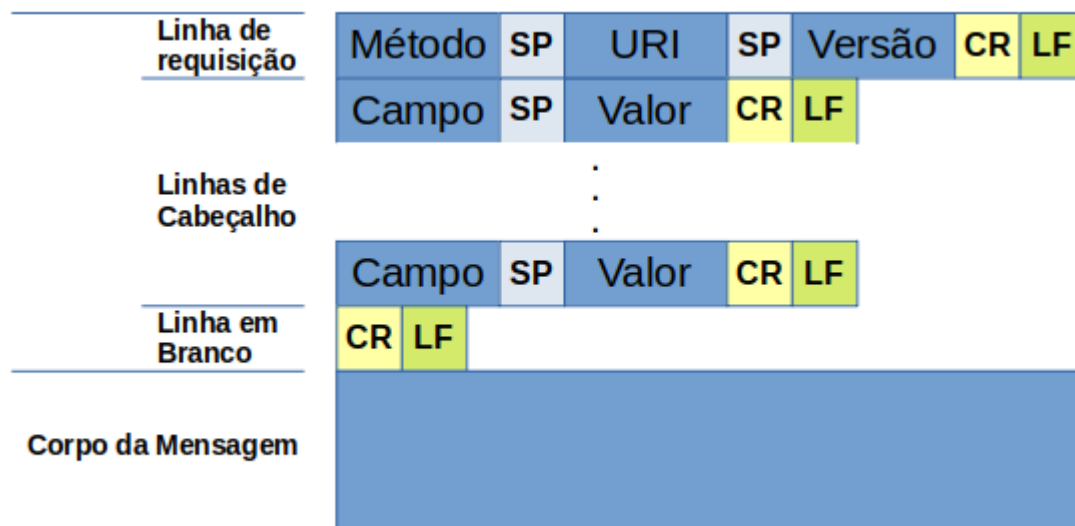 Linha de
requisição
Método SP URI SP Versão CR LF
Campo SP Valor CR LF
Linhas de
Cabeçalho
.
.
.
Campo SP Valor CR LF
Linha em
Branco
CR LF
Corpo da Mensagem